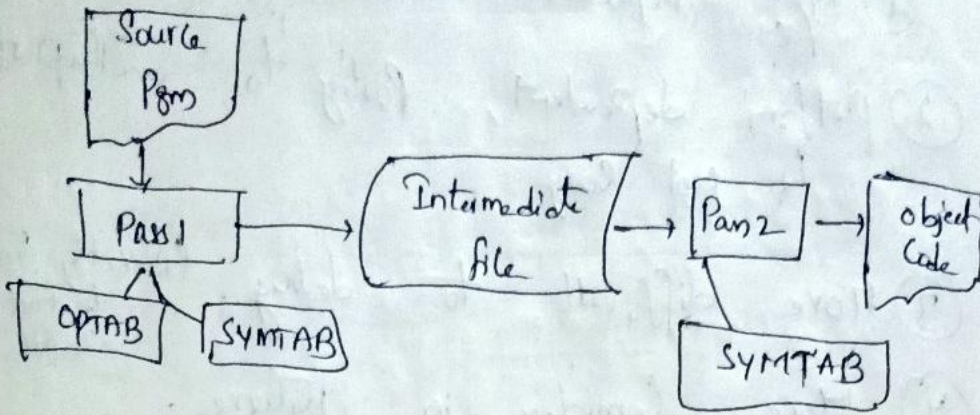 Source
Pgm
Pass1
Intermediate
file
Pass2
Object
Code
OPTAB
SYMTAB
SYMTAB